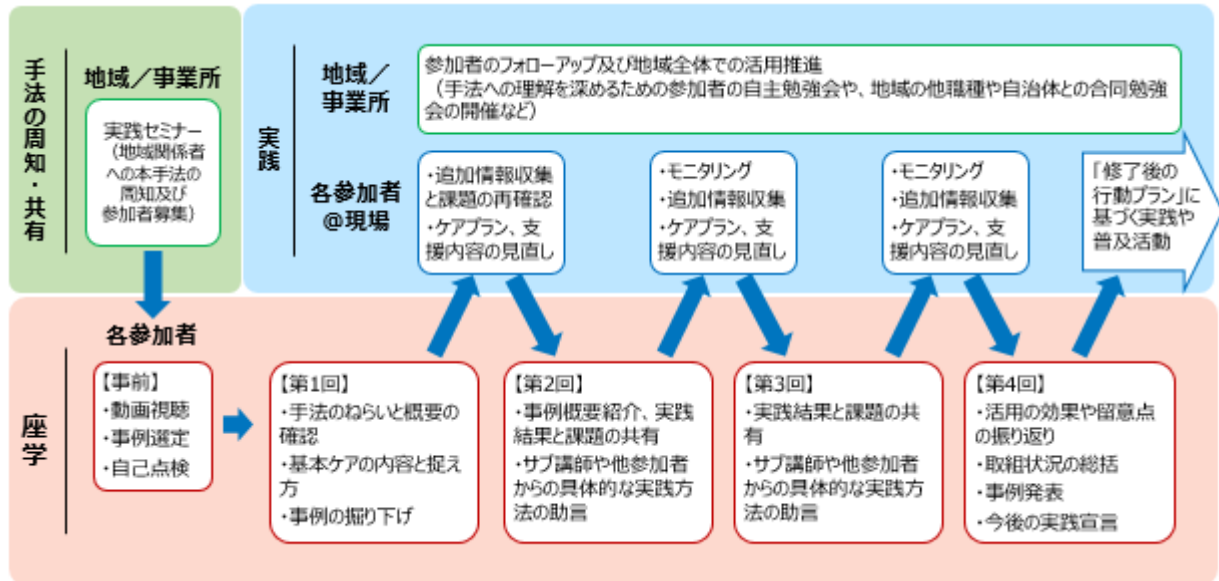 手法の周知・共有
地域／事業所
実践セミナー
（地域関係者
への本手法の
周知及び
参加者募集）
実践
地域／
事業所
参加者のフォローアップ及び地域全体での活用推進
（手法への理解を深めるための参加者の自主勉強会や、地域の他職種や自治体との合同勉強
会の開催など）
各参加者
@現場
・追加情報収集
と課題の再確認
・ケアプラン、支
援内容の見直し
・モニタリング
・追加情報収集
・ケアプラン、支
援内容の見直し
・モニタリング
・追加情報収集
・ケアプラン、支
援内容の見直し
「修了後の
行動プラン」に
基づく実践や
普及活動
座学
各参加者
【事前】
・動画視聴
・事例選定
・自己点検
【第1回】
・手法のねらいと概要の
確認
・基本ケアの内容と捉え
方
・事例の掘り下げ
【第2回】
・事例概要紹介、実践
結果と課題の共有
・サブ講師や他参加者
からの具体的な実践方
法の助言
【第3回】
・実践結果と課題の共
有
・サブ講師や他参加者
からの具体的な実践方
法の助言
【第4回】
・活用の効果や留意点
の振り返り
・取組状況の総括
・事例発表
・今後の実践宣言